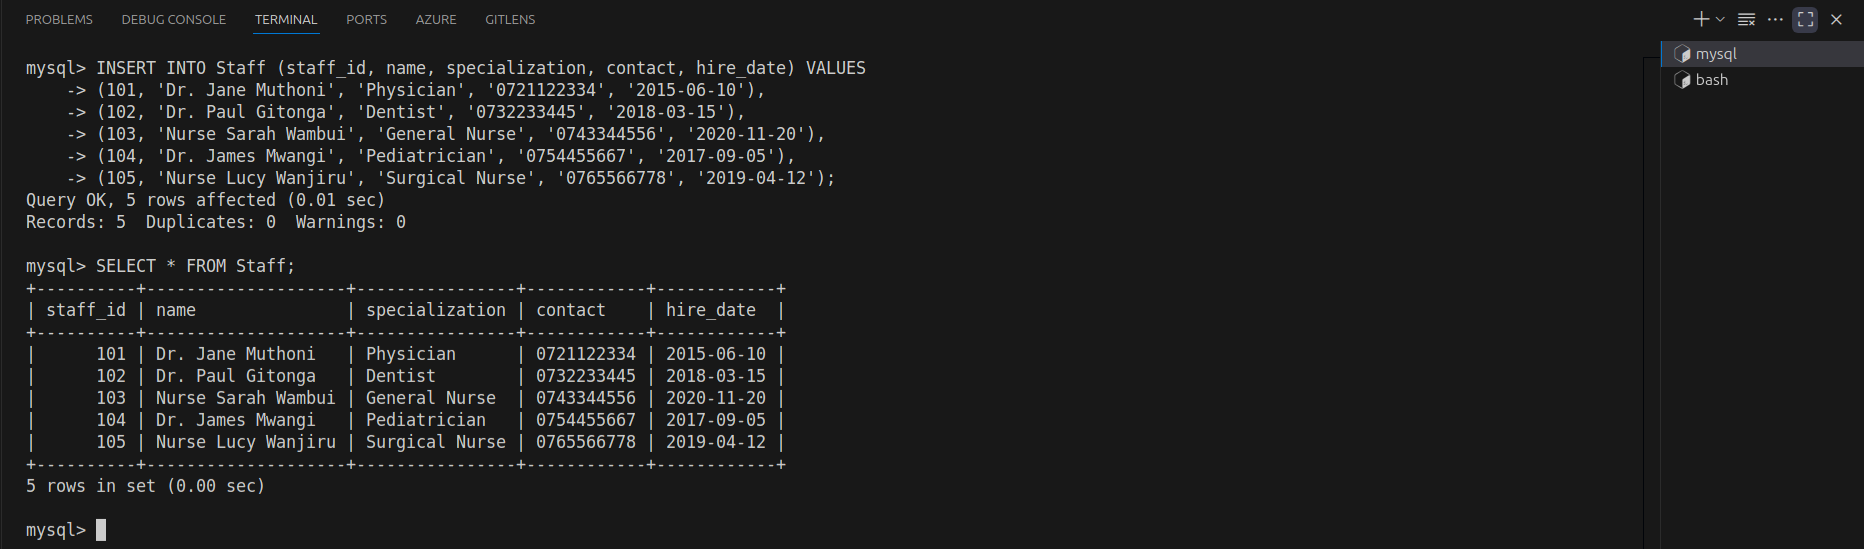 PROBLEMS DEBUG CONSOLE TERMINAL PORTS AZURE GITLENS
mysql> INSERT INTO Staff (staff_id, name, specialization, contact, hire_date) VALUES
    -> (101, 'Dr. Jane Muthoni', 'Physician', '0721122334', '2015-06-10'),
    -> (102, 'Dr. Paul Gitonga', 'Dentist', '0732233445', '2018-03-15'),
    -> (103, 'Nurse Sarah Wambui', 'General Nurse', '0743344556', '2020-11-20'),
    -> (104, 'Dr. James Mwangi', 'Pediatrician', '0754455667', '2017-09-05'),
    -> (105, 'Nurse Lucy Wanjiru', 'Surgical Nurse', '0765566778', '2019-04-12');
Query OK, 5 rows affected (0.01 sec)
Records: 5  Duplicates: 0  Warnings: 0
mysql> SELECT * FROM Staff;
+----------+--------------------+----------------+------------+------------+
| staff_id | name               | specialization | contact    | hire_date  |
+----------+--------------------+----------------+------------+------------+
|      101 | Dr. Jane Muthoni   | Physician      | 0721122334 | 2015-06-10 |
|      102 | Dr. Paul Gitonga   | Dentist        | 0732233445 | 2018-03-15 |
|      103 | Nurse Sarah Wambui | General Nurse  | 0743344556 | 2020-11-20 |
|      104 | Dr. James Mwangi   | Pediatrician   | 0754455667 | 2017-09-05 |
|      105 | Nurse Lucy Wanjiru | Surgical Nurse | 0765566778 | 2019-04-12 |
+----------+--------------------+----------------+------------+------------+
5 rows in set (0.00 sec)
mysql>
mysql
bash